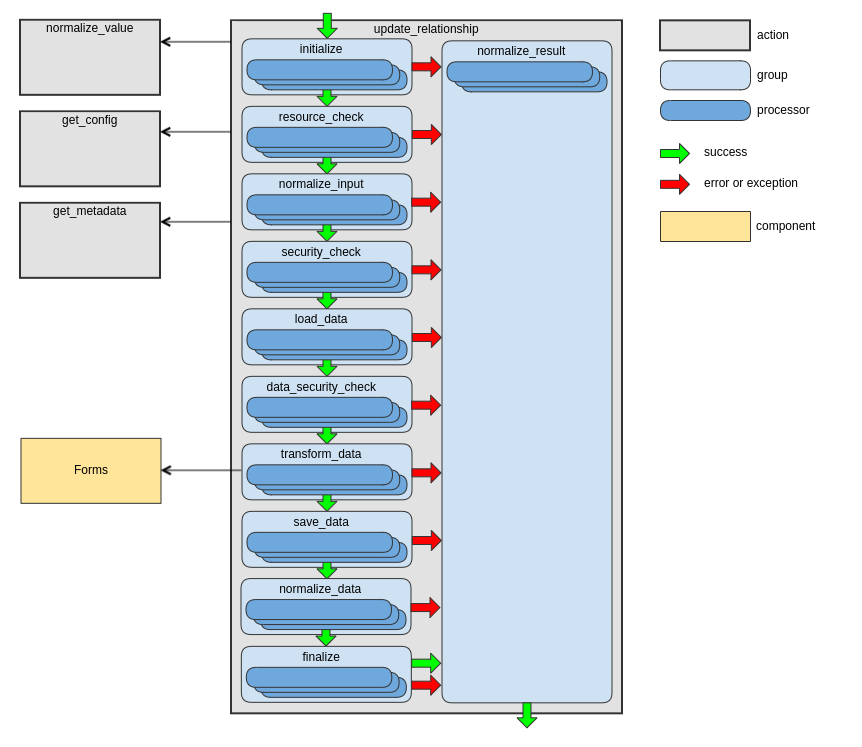 normalize_value
get_config
get_metadata
Forms
update_relationship
initialize
resource_check
normalize_input
security_check
load_data
data_security_check
transform_data
save_data
normalize_data
finalize
normalize_result
action
group
processor
success
error or exception
component